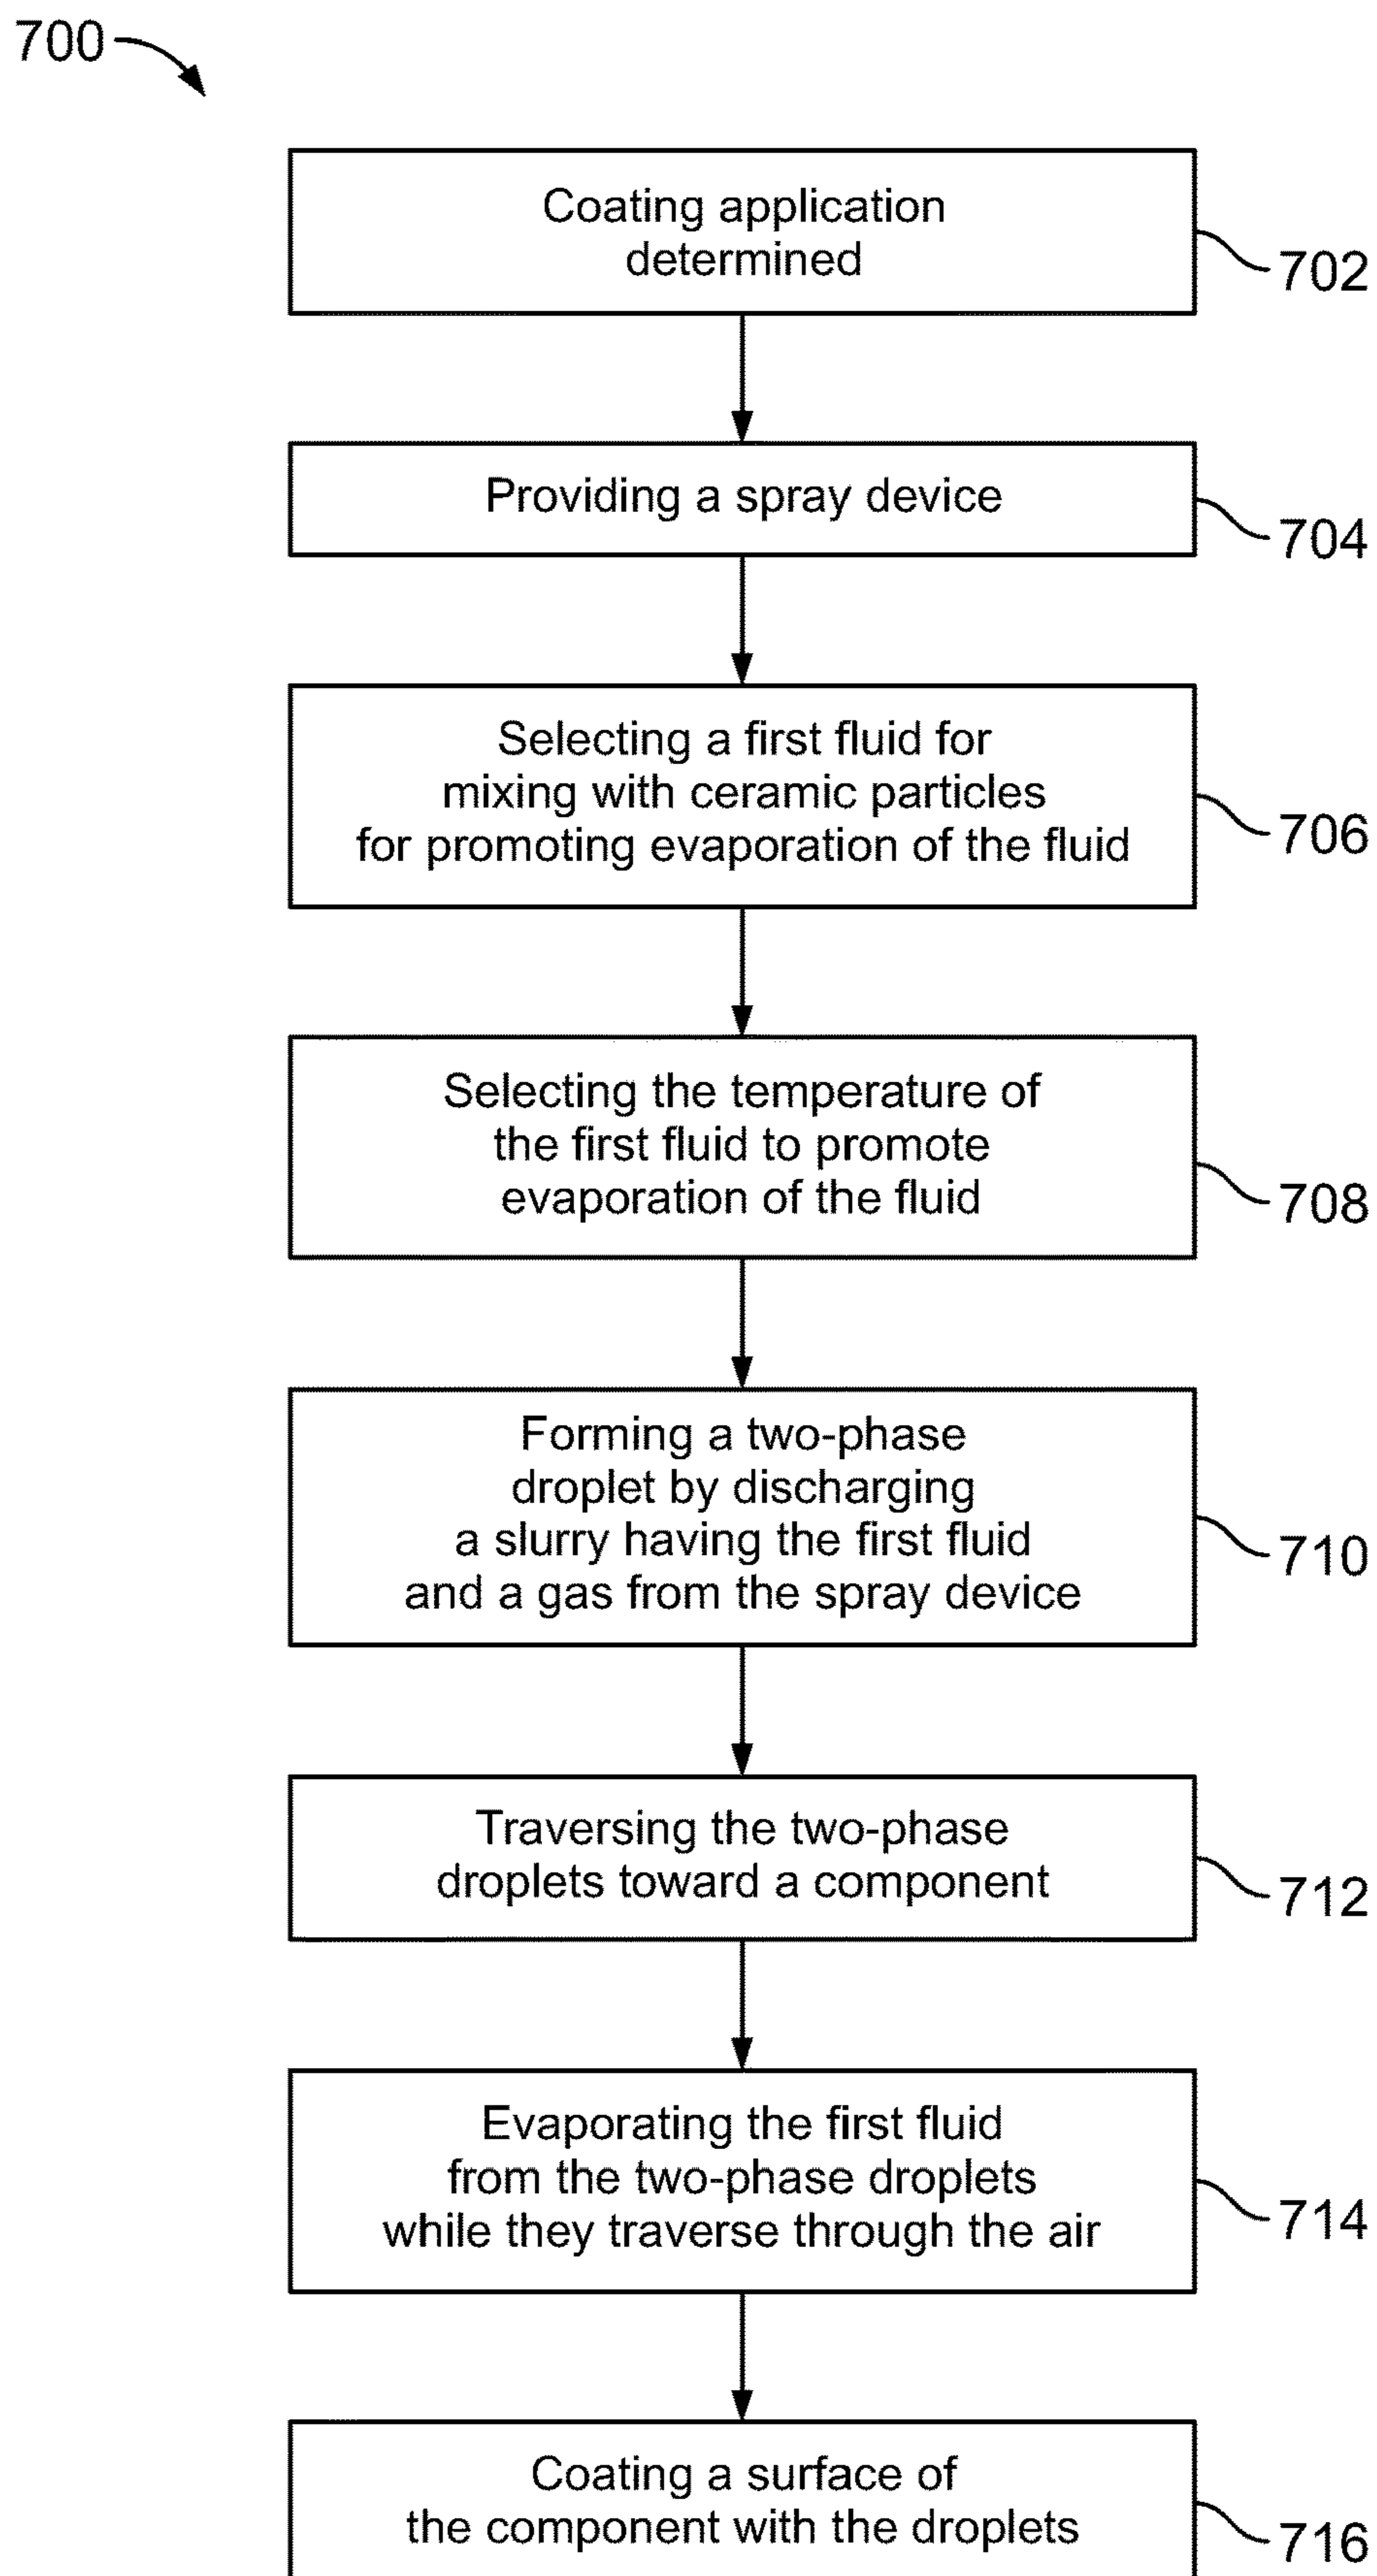 700
Coating application
determined
702
Providing a spray device
704
Selecting a first fluid for
mixing with ceramic particles
for promoting evaporation of the fluid
706
Selecting the temperature of
the first fluid to promote
evaporation of the fluid
708
Forming a two-phase
droplet by discharging
a slurry having the first fluid
and a gas from the spray device
710
Traversing the two-phase
droplets toward a component
712
Evaporating the first fluid
from the two-phase droplets
while they traverse through the air
714
Coating a surface of
the component with the droplets
716